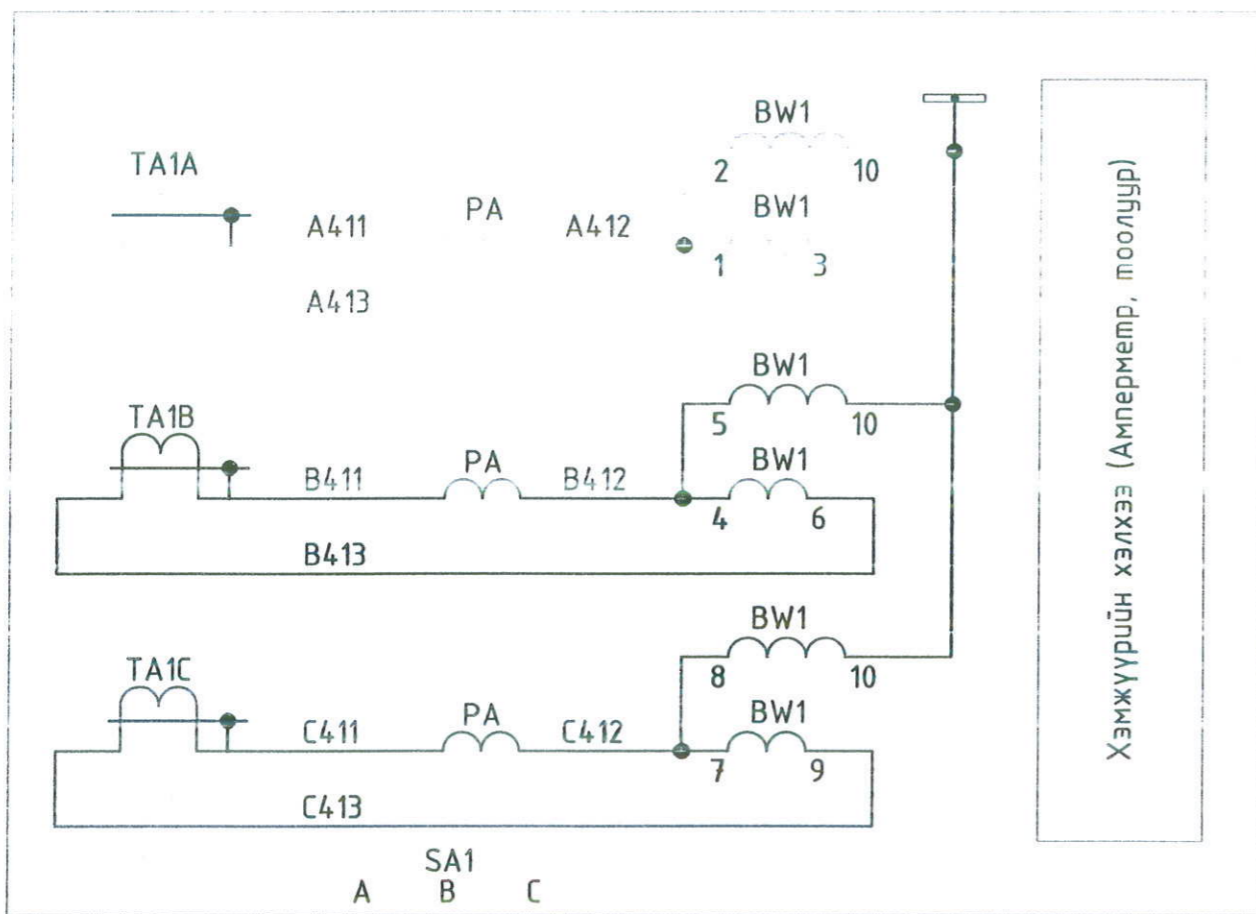 BW1
TA1A
2
10
PA
BW1
A411
A412
1
3
A413
BW1
TA1B
5
10
PA
BW1
B411
B412
4
6
B413
BW1
TA1C
8
10
PA
BW1
C411
C412
7
9
C413
SA1
A B C
Хэмжүүрийн хэлхээ (Амперметр, тоолуур)